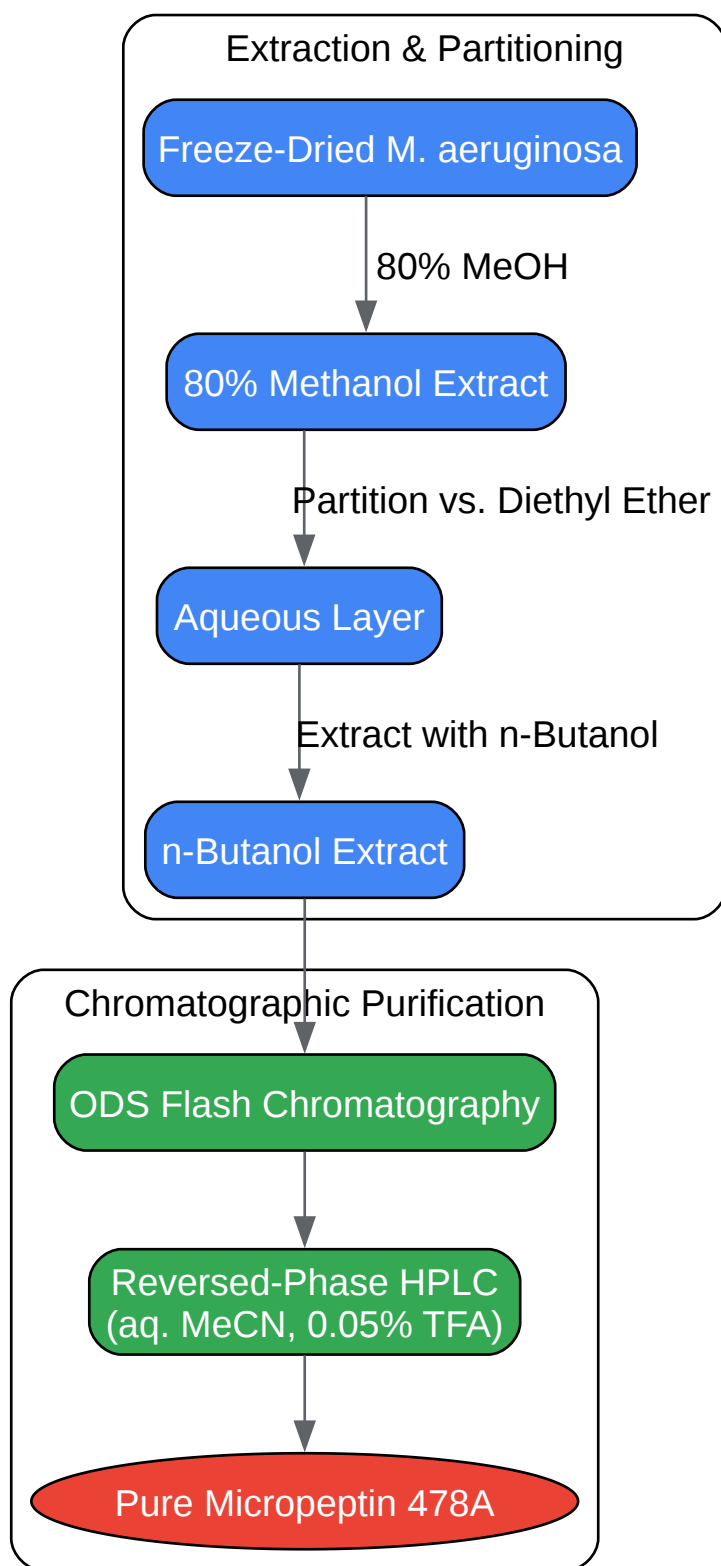 Extraction & Partitioning
Freeze-Dried M. aeruginosa
80% MeOH
80% Methanol Extract
Partition vs. Diethyl Ether
Aqueous Layer
Extract with n-Butanol
n-Butanol Extract
Chromatographic Purification
ODS Flash Chromatography
Reversed-Phase HPLC
(aq. MeCN, 0.05% TFA)
Pure Micropeptin 478A